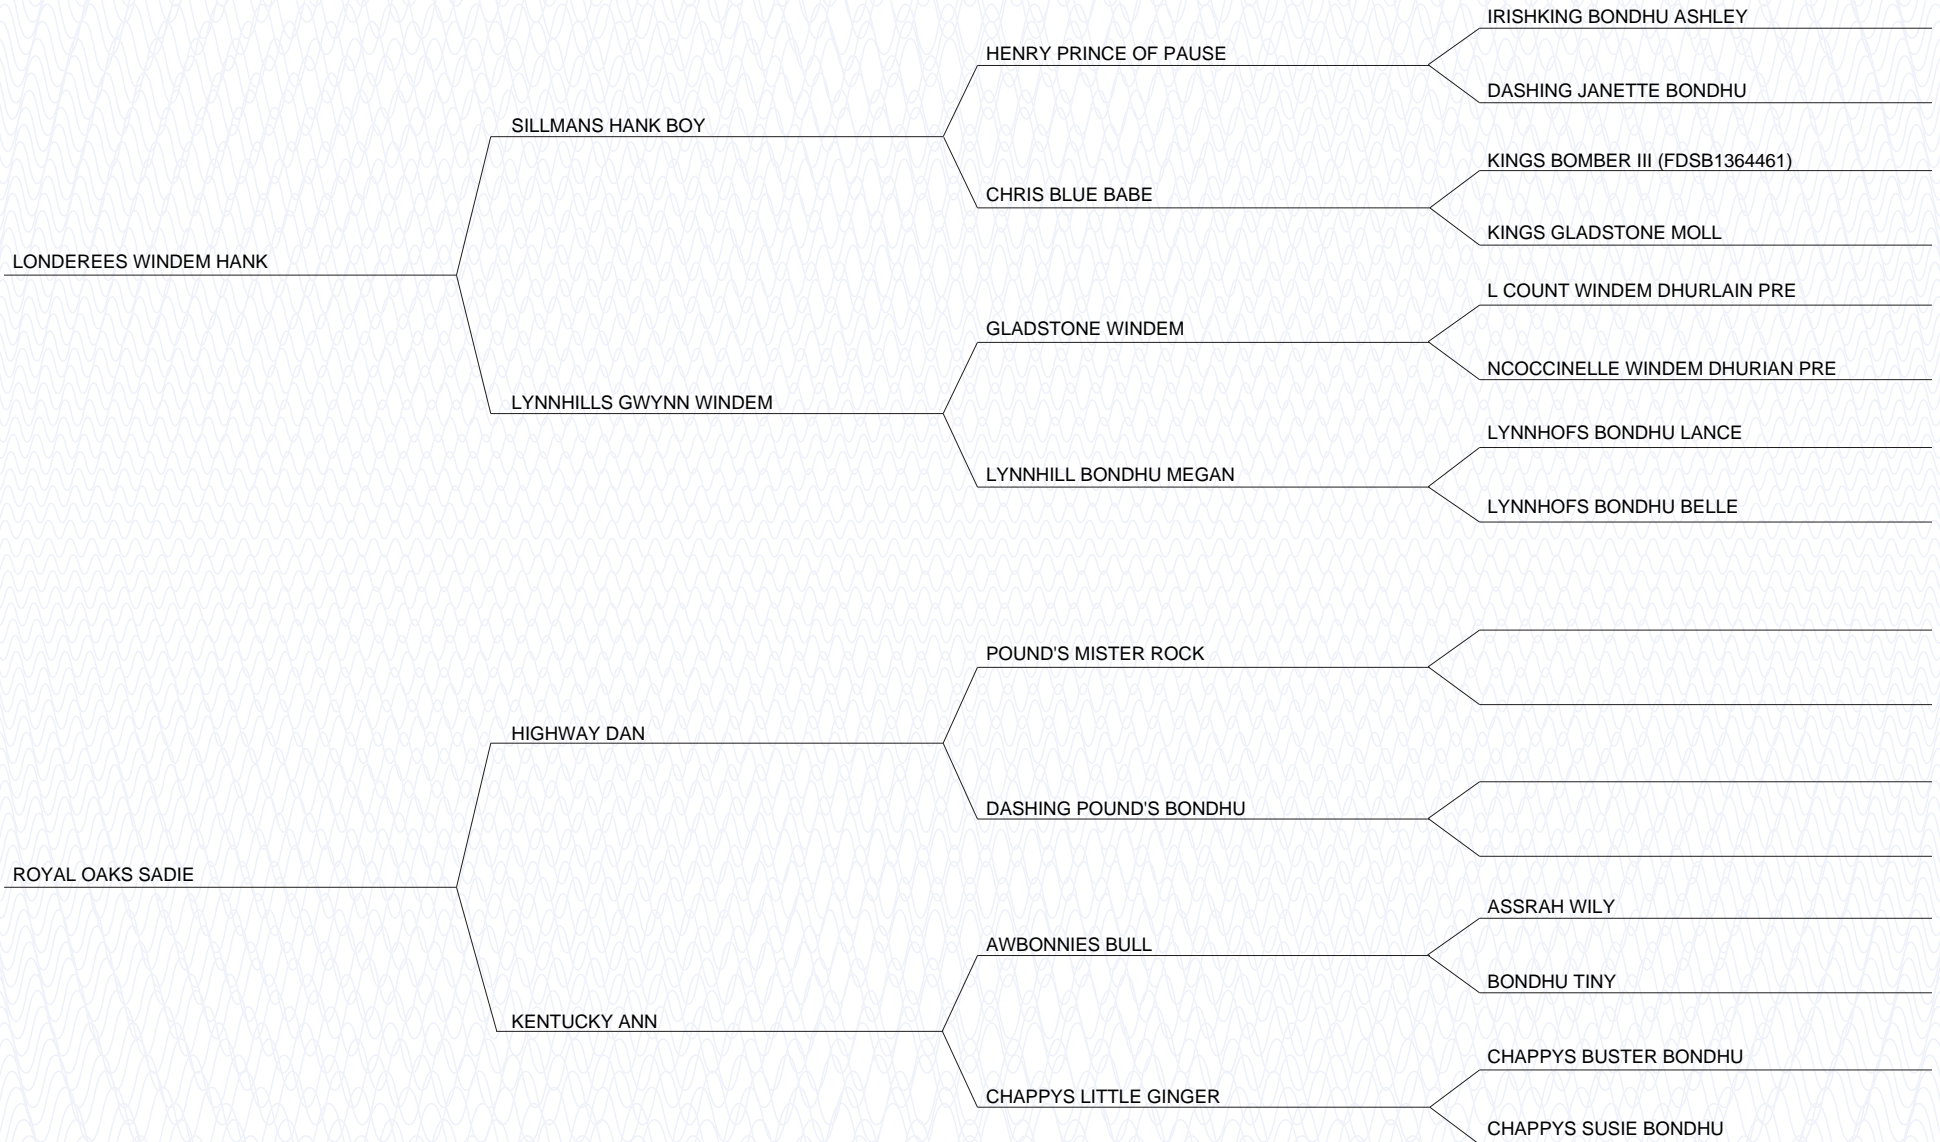 IRISHKING BONDHU ASHLEY
HENRY PRINCE OF PAUSE
DASHING JANETTE BONDHU
SILLMANS HANK BOY
KINGS BOMBER III (FDSB1364461)
CHRIS BLUE BABE
KINGS GLADSTONE MOLL
LONDEREES WINDEM HANK
L COUNT WINDEM DHURLAIN PRE
GLADSTONE WINDEM
NCOCCINELLE WINDEM DHURIAN PRE
LYNNHILLS GWYNN WINDEM
LYNNHOFS BONDHU LANCE
LYNNHILL BONDHU MEGAN
LYNNHOFS BONDHU BELLE
POUND'S MISTER ROCK
HIGHWAY DAN
DASHING POUND'S BONDHU
ROYAL OAKS SADIE
ASSRAH WILY
AWBONNIES BULL
BONDHU TINY
KENTUCKY ANN
CHAPPYS BUSTER BONDHU
CHAPPYS LITTLE GINGER
CHAPPYS SUSIE BONDHU